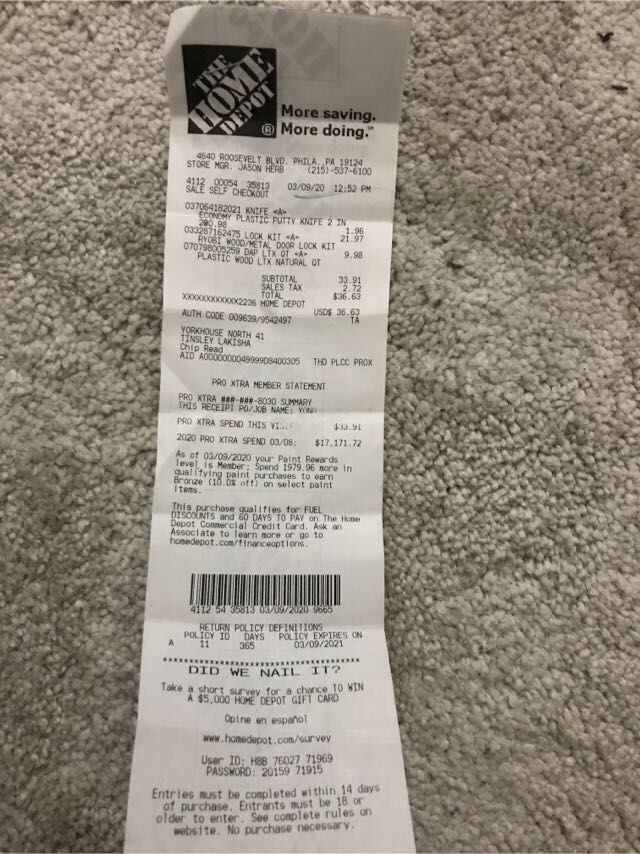 THE
HOME
DEPOT
®
More saving.
More doing.℠
4640 ROOSEVELT BLVD. PHILA. PA 19124
STORE MGR. JASON HERB (215)-537-6100
4112 00054 35813 03/09/20 12:52 PM
SALE SELF CHECKOUT
037064182021 KNIFE <A>
ECONOMY PLASTIC PUTTY KNIFE 2 IN
2@0.98 1.96
033287162475 LOCK KIT <A> 21.97
RYOBI WOOD/METAL DOOR LOCK KIT
070798005259 DAP LTX QT <A> 9.98
PLASTIC WOOD LTX NATURAL QT
SUBTOTAL 33.91
SALES TAX 2.72
TOTAL $36.63
XXXXXXXXXXXX2236 HOME DEPOT
USD$ 36.63
AUTH CODE 009639/9542497 TA
YORKHOUSE NORTH 41
TINSLEY LAKISHA
Chip Read
AID A0000000049999D8400305 THD PLCC PROX
PRO XTRA MEMBER STATEMENT
PRO XTRA ###-###-8030 SUMMARY
THIS RECEIPT PO/JOB NAME:
PRO XTRA SPEND THIS $33.91
2020 PRO XTRA SPEND 03/08: $17,171.72
As of 03/09/2020 your Paint Rewards
level is Member; Spend 1979.96 more in
qualifying paint purchases to earn
Bronze (10.0% off) on select paint
items.
This purchase qualifies for FUEL
DISCOUNTS and 60 DAYS TO PAY on The Home
Depot Commercial Credit Card. Ask an
Associate to learn more or go to
homedepot.com/financeoptions.
4112 54 35813 03/09/2020 9665
RETURN POLICY DEFINITIONS
POLICY ID DAYS POLICY EXPIRES ON
A 11 365 03/09/2021
****************************************
DID WE NAIL IT?
Take a short survey for a chance TO WIN
A $5,000 HOME DEPOT GIFT CARD
Opine en español
www.homedepot.com/survey
User ID: H8B 76027 71969
PASSWORD: 20159 71915
Entries must be completed within 14 days
of purchase. Entrants must be 18 or
older to enter. See complete rules on
website. No purchase necessary.